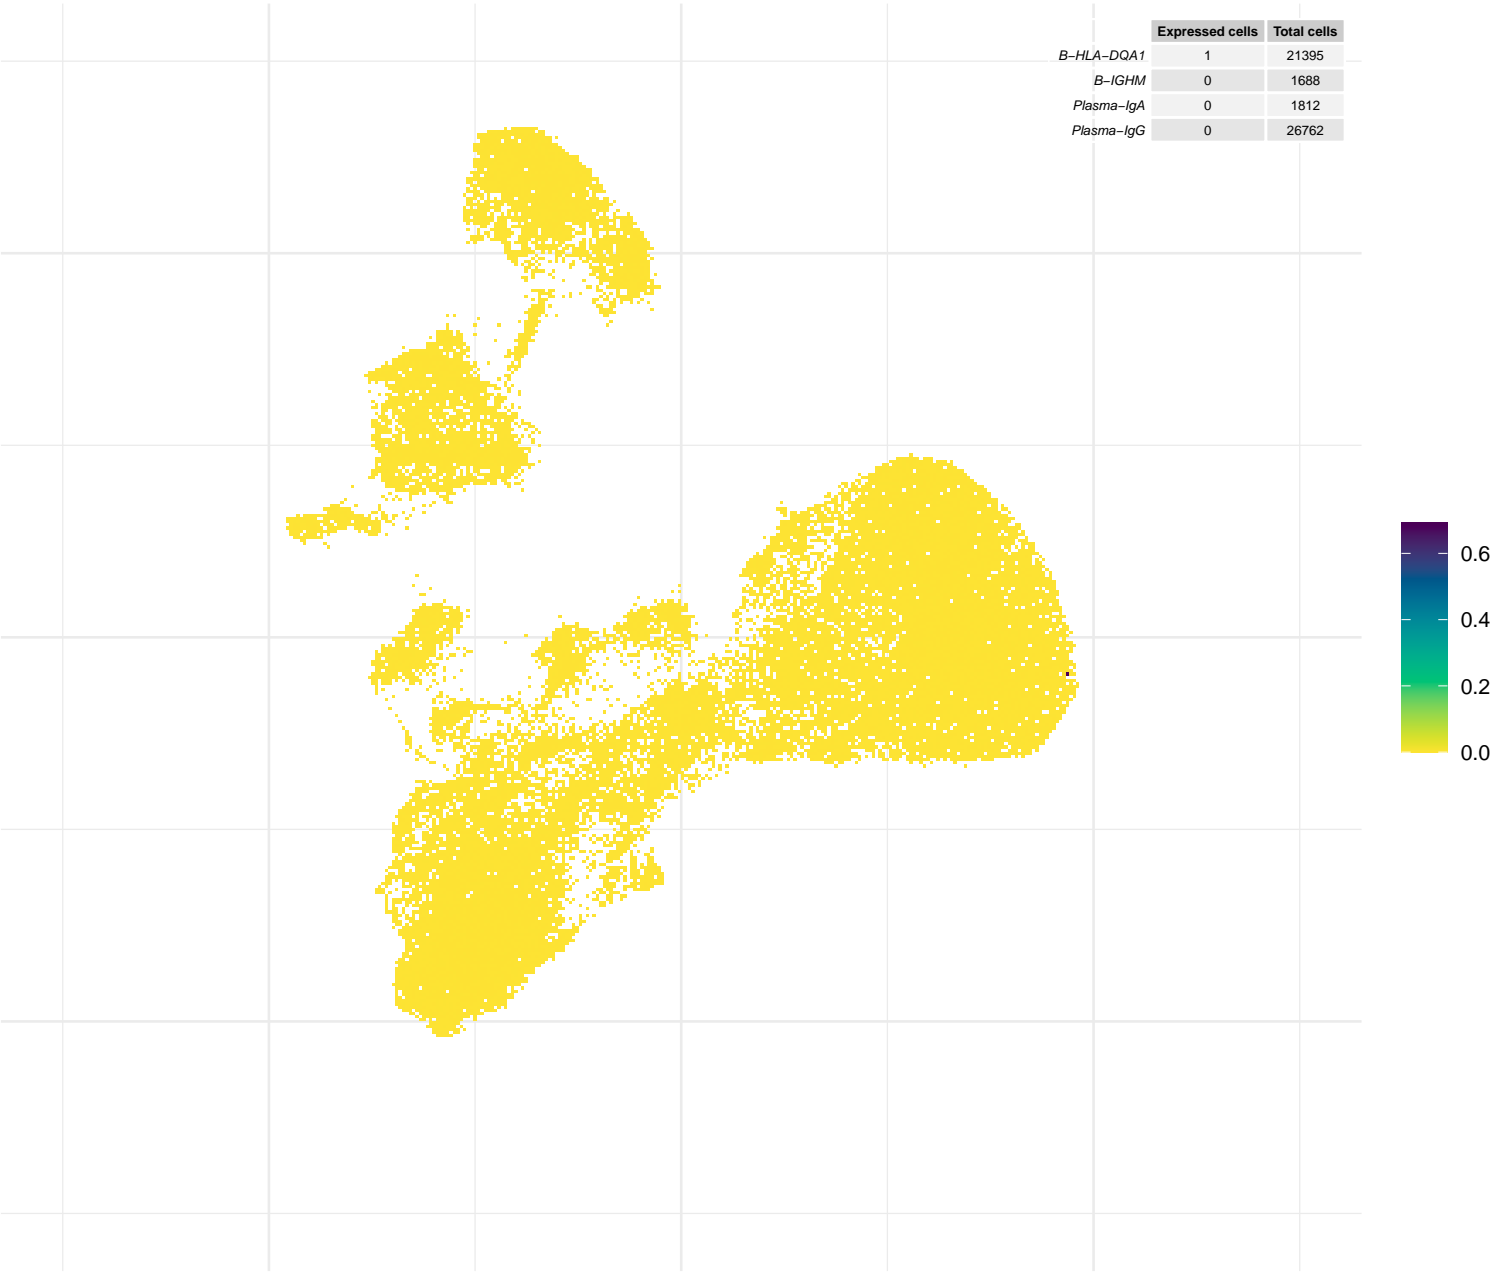 Expressed cells Total cells
B−HLA−DQA1 1 21395
B−IGHM 0 1688
Plasma−IgA 0 1812
Plasma−IgG 0 26762
0.6
0.4
0.2
0.0